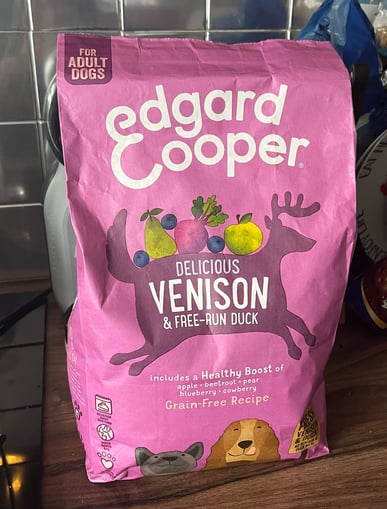 FOR
ADULT
DOGS
edgard
Cooper
DELICIOUS
VENISON
& FREE-RUN DUCK
includes a Healthy Boost of
apple · beetroot · pear
blueberry · cowberry
Grain-Free Recipe